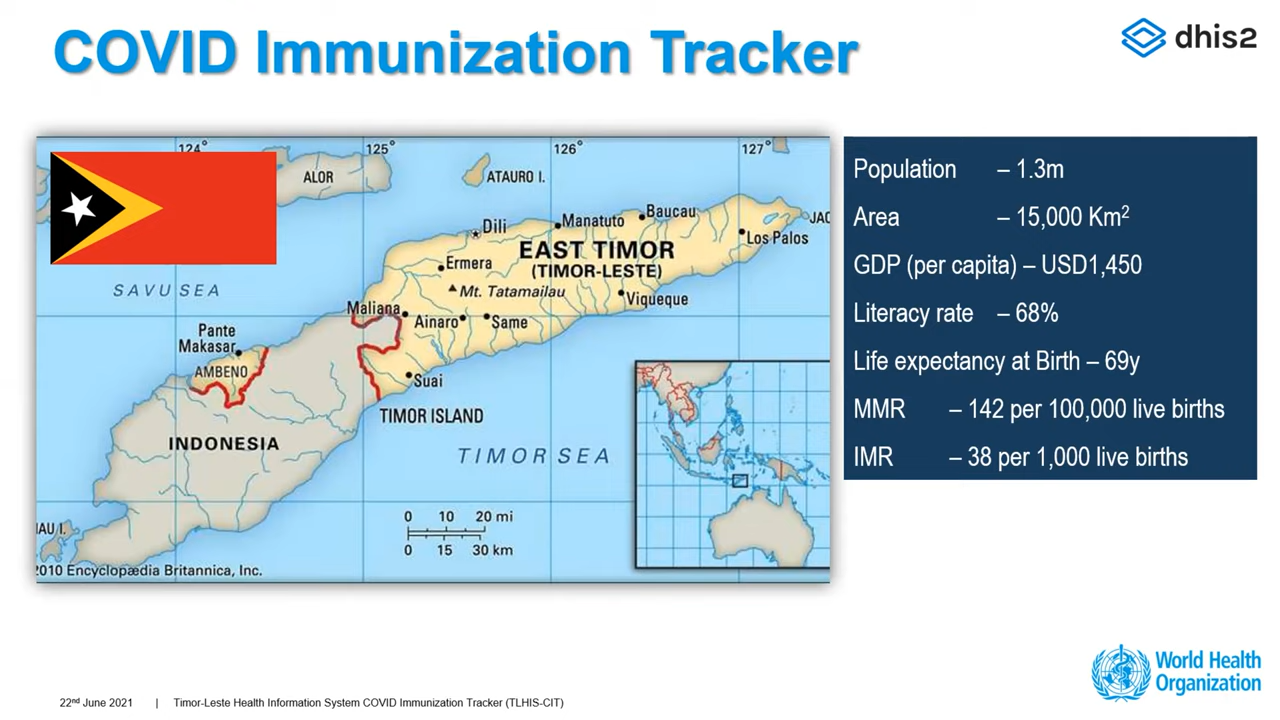 COVID Immunization Tracker
dhis2
124°
125°
126°
127°
ALOR
ATAURO I.
Dili
Manatuto
Baucau
JAC
Los Palos
EAST TIMOR
(TIMOR-LESTE)
Ermera
Mt. Tatamailau
Viqueque
SAVU SEA
Maliana
Ainaro
Same
Pante
Makasar
AMBENO
Suai
TIMOR ISLAND
INDONESIA
TIMOR SEA
0 10 20 mi
0 15 30 km
IAU I.
2010 Encyclopædia Britannica, Inc.
Population – 1.3m
Area – 15,000 Km²
GDP (per capita) – USD1,450
Literacy rate – 68%
Life expectancy at Birth – 69y
MMR – 142 per 100,000 live births
IMR – 38 per 1,000 live births
World Health
Organization
22nd June 2021 | Timor-Leste Health Information System COVID Immunization Tracker (TLHIS-CIT)